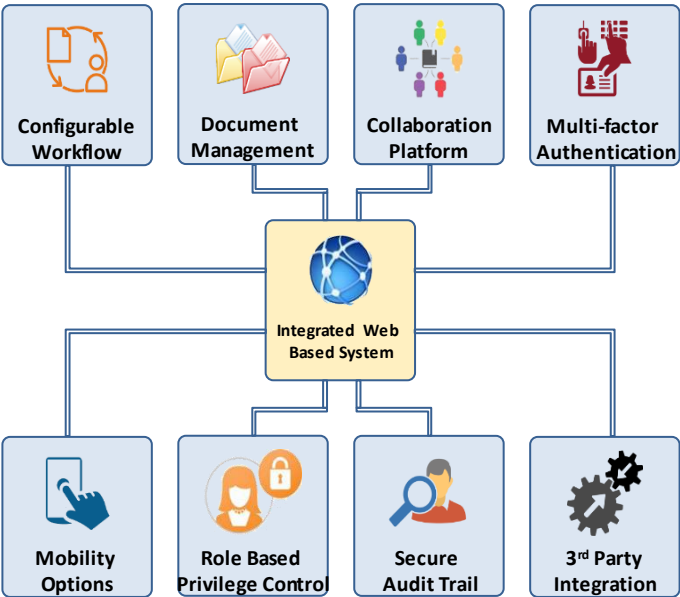 Configurable
Workflow
Document
Management
Collaboration
Platform
Multi-factor
Authentication
Integrated Web
Based System
Mobility
Options
Role Based
Privilege Control
Secure
Audit Trail
3rd Party
Integration